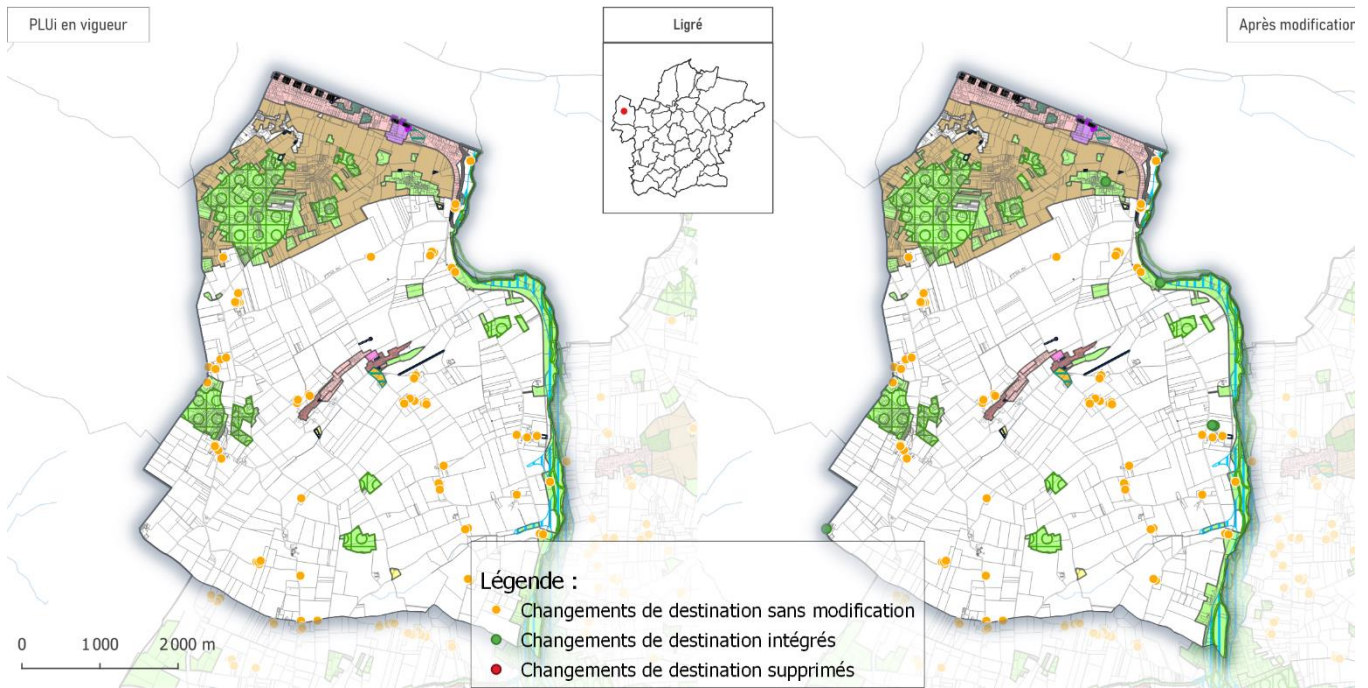 PLUi en vigueur
Ligré
Après modification
Légende :
Changements de destination sans modification
Changements de destination intégrés
Changements de destination supprimés
0 1 000 2 000 m